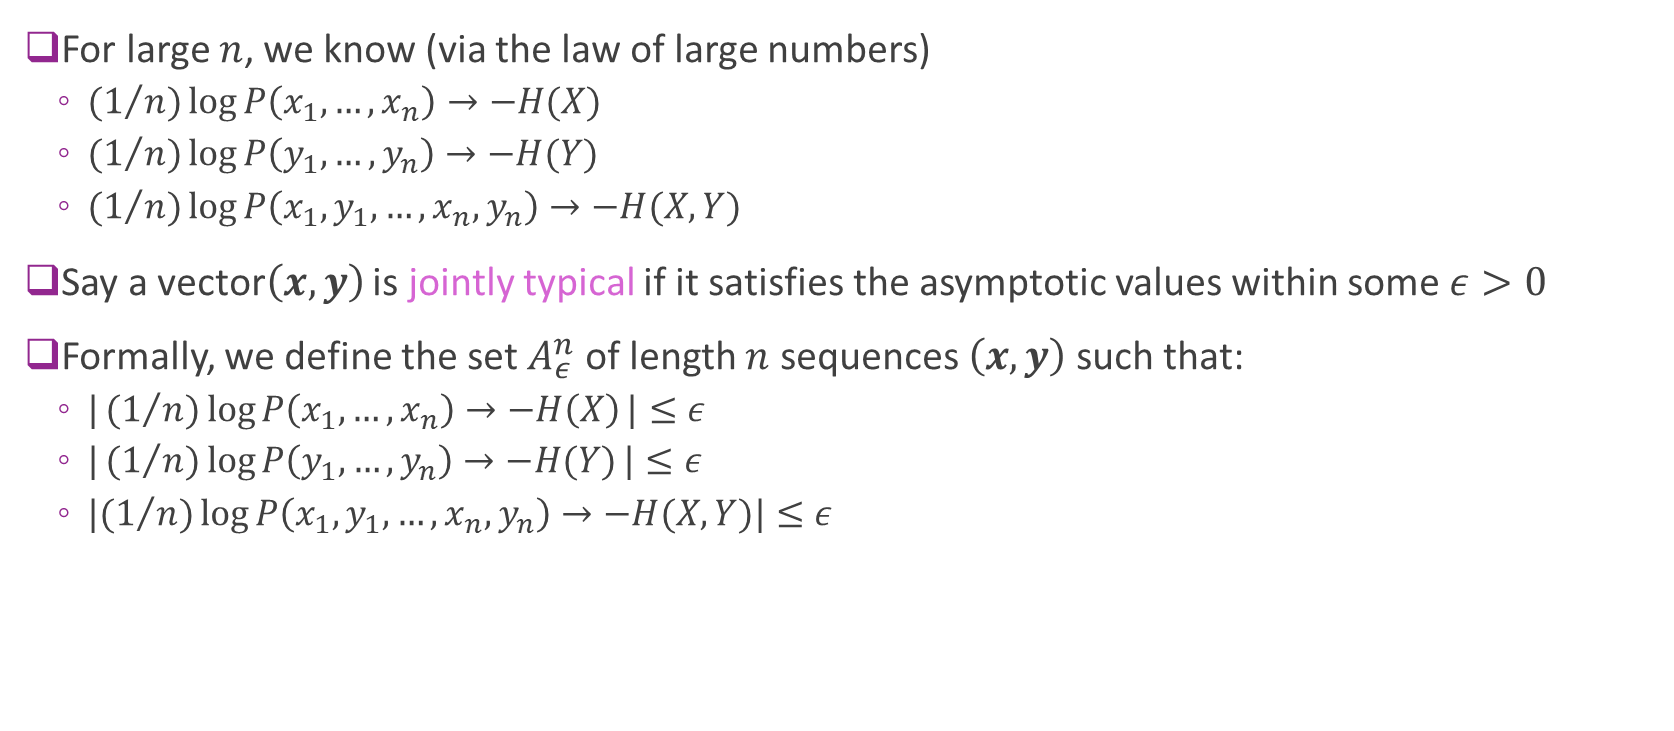 ❑For large n, we know (via the law of large numbers)
◦ (1/n) log P(x₁, … , xₙ) → −H(X)
◦ (1/n) log P(y₁, … , yₙ) → −H(Y)
◦ (1/n) log P(x₁, y₁, … , xₙ, yₙ) → −H(X, Y)
❑Say a vector(x, y) is jointly typical if it satisfies the asymptotic values within some ϵ > 0
❑Formally, we define the set Aⁿ_ϵ of length n sequences (x, y) such that:
◦ | (1/n) log P(x₁, … , xₙ) → −H(X) | ≤ ϵ
◦ | (1/n) log P(y₁, … , yₙ) → −H(Y) | ≤ ϵ
◦ |(1/n) log P(x₁, y₁, … , xₙ, yₙ) → −H(X, Y)| ≤ ϵ